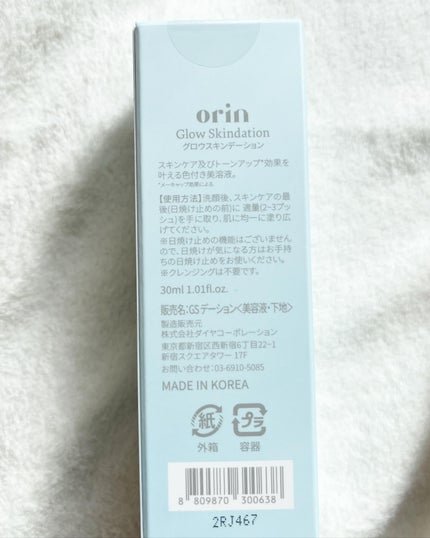 orin
Glow Skindation
グロウスキンデーション
スキンケア及びトーンアップ*効果を
叶える色付き美容液。
*メーキャップ効果による
【使用方法】洗顔後、スキンケアの最
後(日焼け止めの前)に 適量(2~3プッ
シュ)を手に取り、肌に均一に塗り広
げてください。
※日焼け止めの機能はございませ
んので、日焼けが気になる方はお手持
ちの日焼け止めをお使いください。
※クレンジングは不要です。
30ml 1.01fl.oz.
販売名：GSデーション<美容液・下地>
製造販売元
株式会社ダイヤコーポレーション
東京都新宿区西新宿6丁目22−1
新宿スクエアタワー 17F
お問い合わせ：03-6910-5085
MADE IN KOREA
紙 プラ
外箱 容器
8 809870 300638
2RJ467